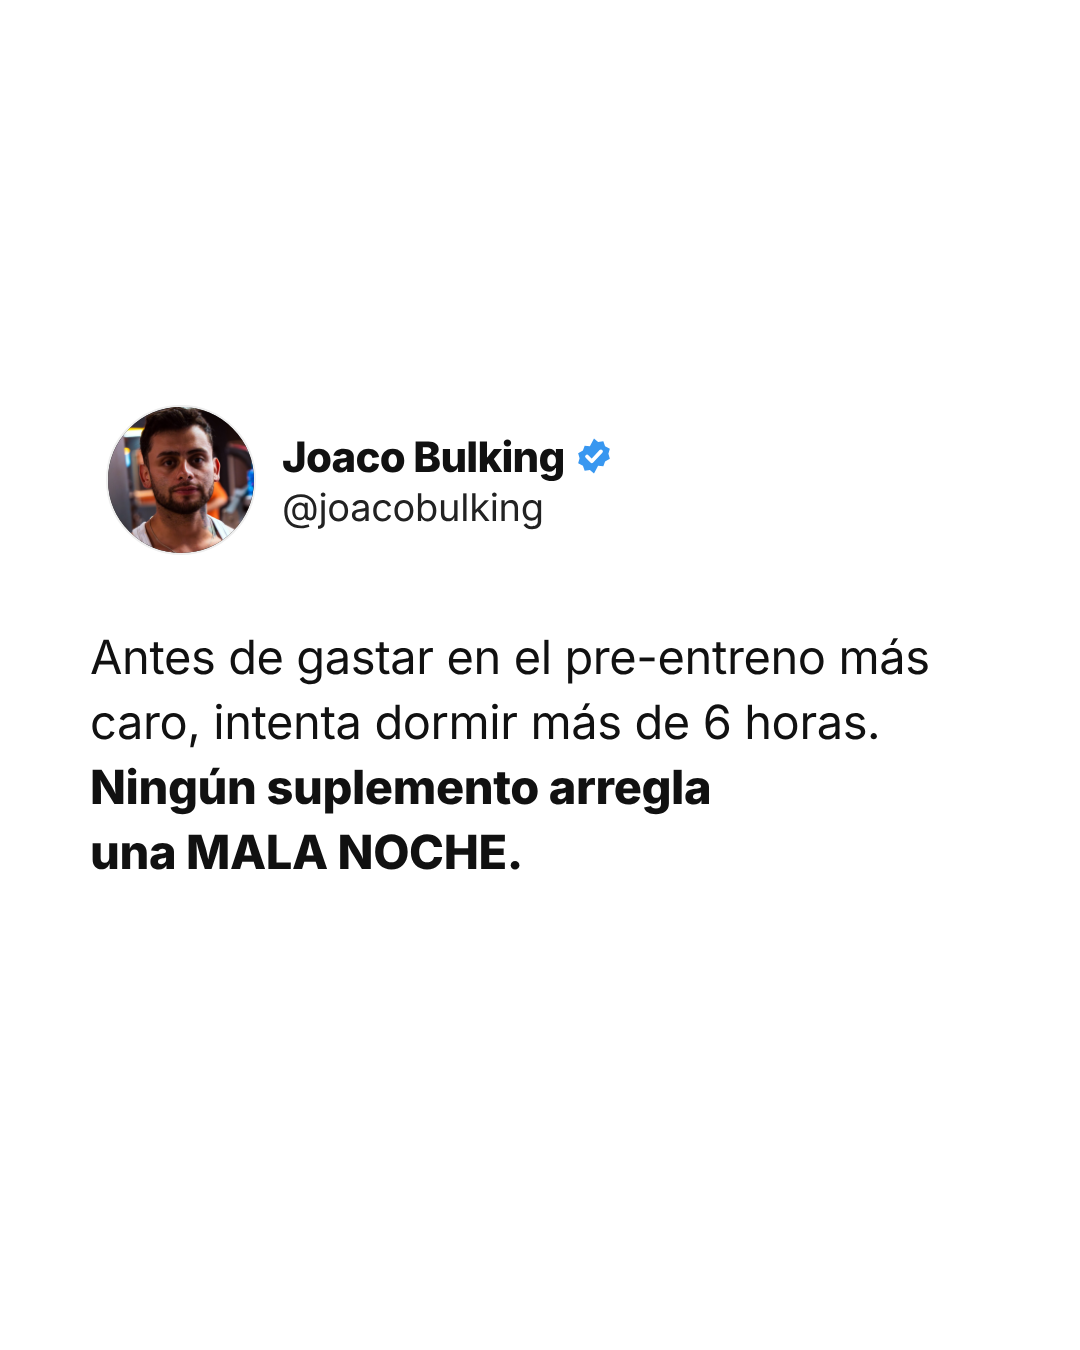 Joaco Bulking
@joacobulking
Antes de gastar en el pre-entreno más
caro, intenta dormir más de 6 horas.
Ningún suplemento arregla
una MALA NOCHE.